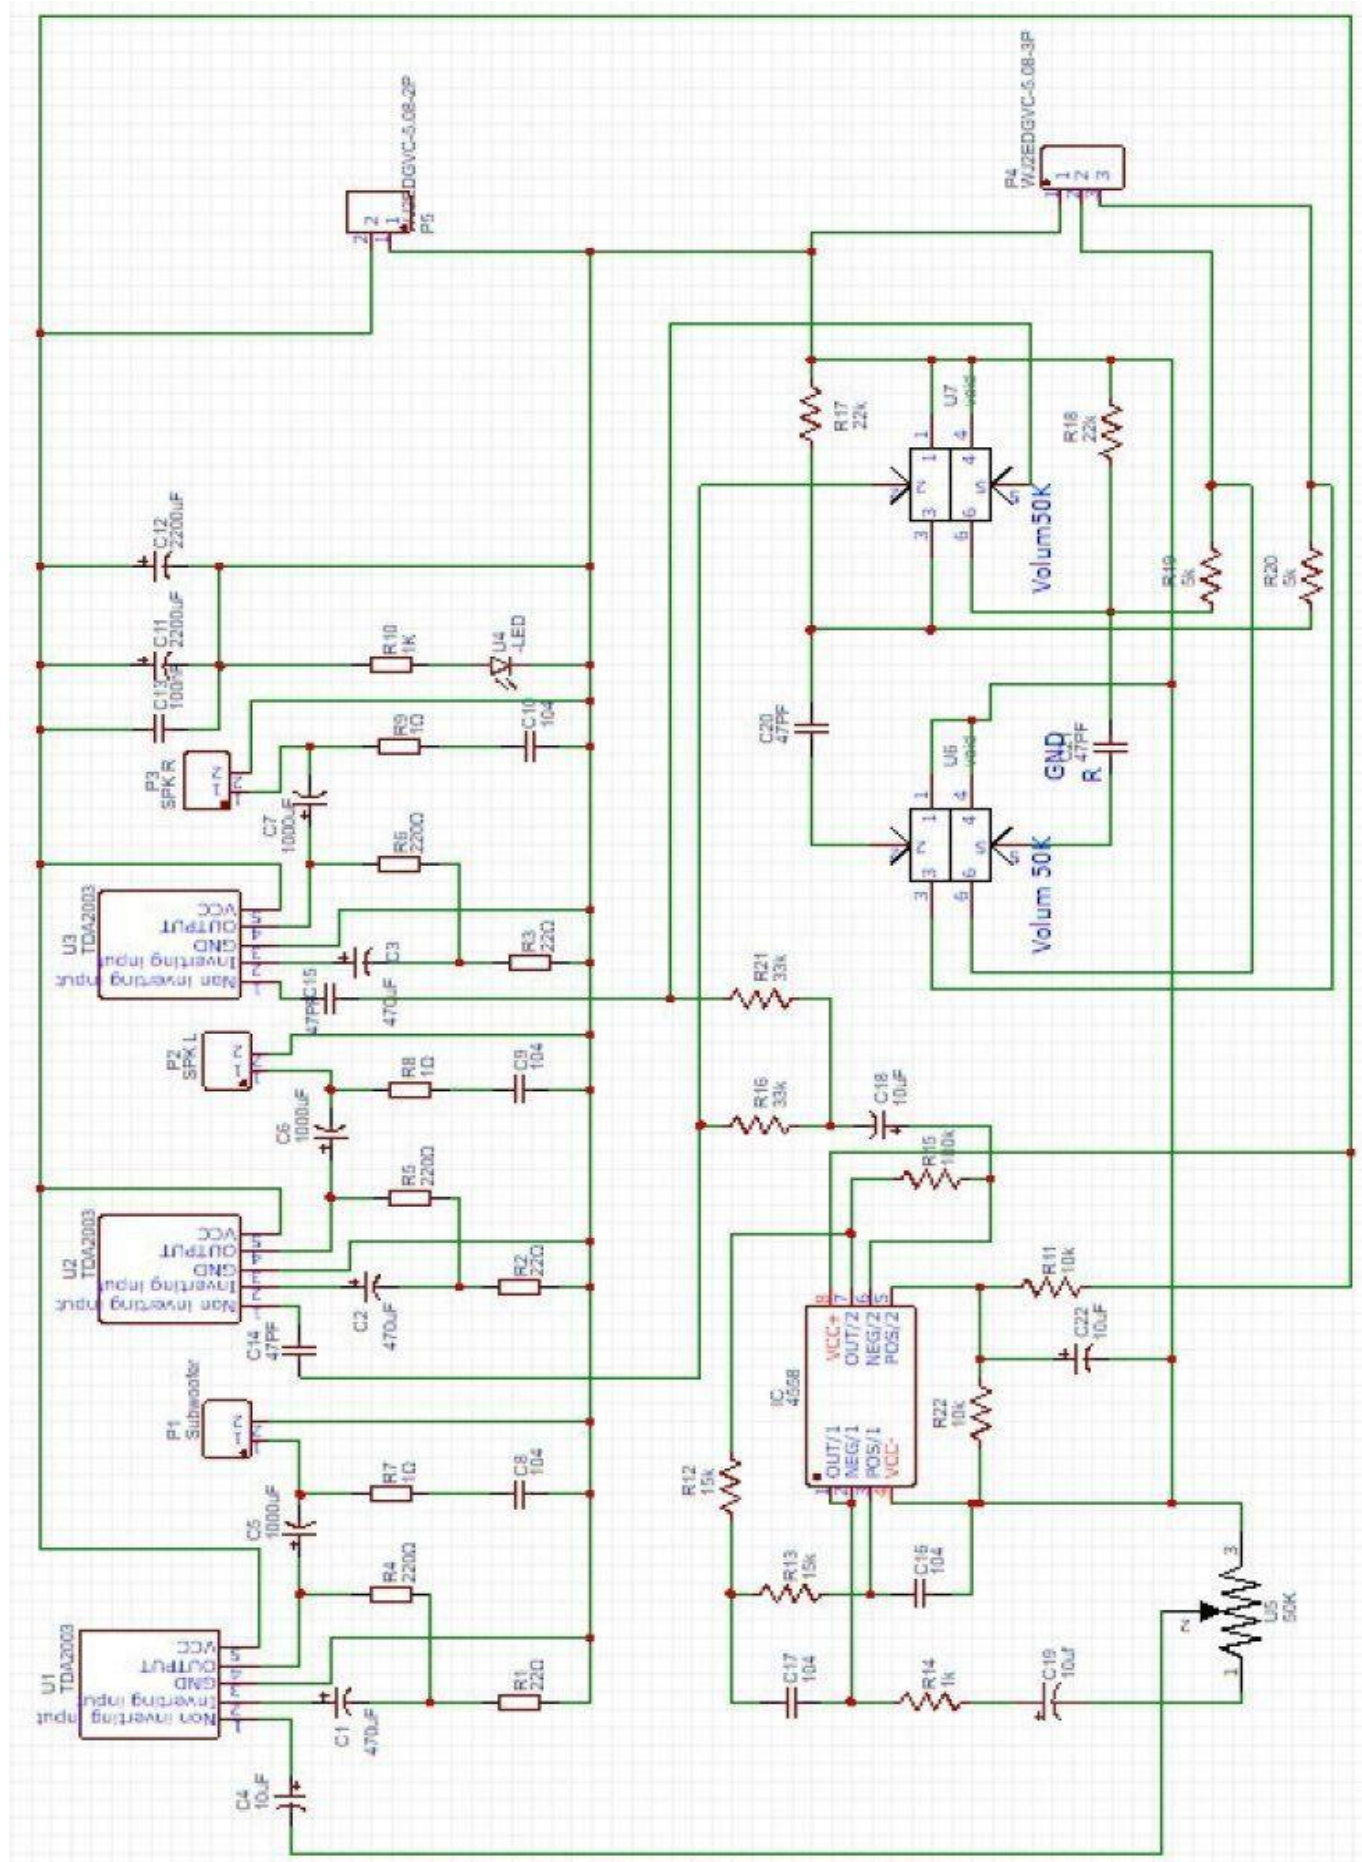 U1
TDA2003
VCC
OUTPUT
GND
Inverting input
Non inverting
input
C4
10uF
C1
470uF
R1
22Ω
R4
220Ω
C5
1000uF
P1
Subwoofer
R7
1Ω
C8
104
U2
TDA2003
VCC
OUTPUT
GND
Inverting input
Non inverting
input
C14
47PF
C2
470uF
R2
22Ω
R5
220Ω
C6
1000uF
P2
SPK L
R8
1Ω
C9
104
U3
TDA2003
VCC
OUTPUT
GND
Inverting input
Non inverting
input
C15
47PF
C3
470uF
R3
22Ω
R6
220Ω
C7
1000uF
P3
SPK R
R9
1Ω
C10
104
C13
100nF
C11
2200uF
C12
2200uF
R10
1K
U4
-LED
P5
WJ2EDGVC-5.08-2P
1
2
P4
WJ2EDGVC-5.08-3P
1
2
3
R17
22k
U7
void
Volum50K
R18
22k
R19
5k
R20
5k
C20
47PF
U6
void
Volum 50K
GND
R
47PF
R21
33k
R16
33k
C18
10uF
R15
100k
R11
10k
C22
10uF
R22
10k
IC
4558
OUT/1
NEG/1
POS/1
VCC-
VCC+
OUT/2
NEG/2
POS/2
R12
15k
R13
15k
C16
104
C17
104
R14
1k
C19
10uf
U5
50K
1
2
3